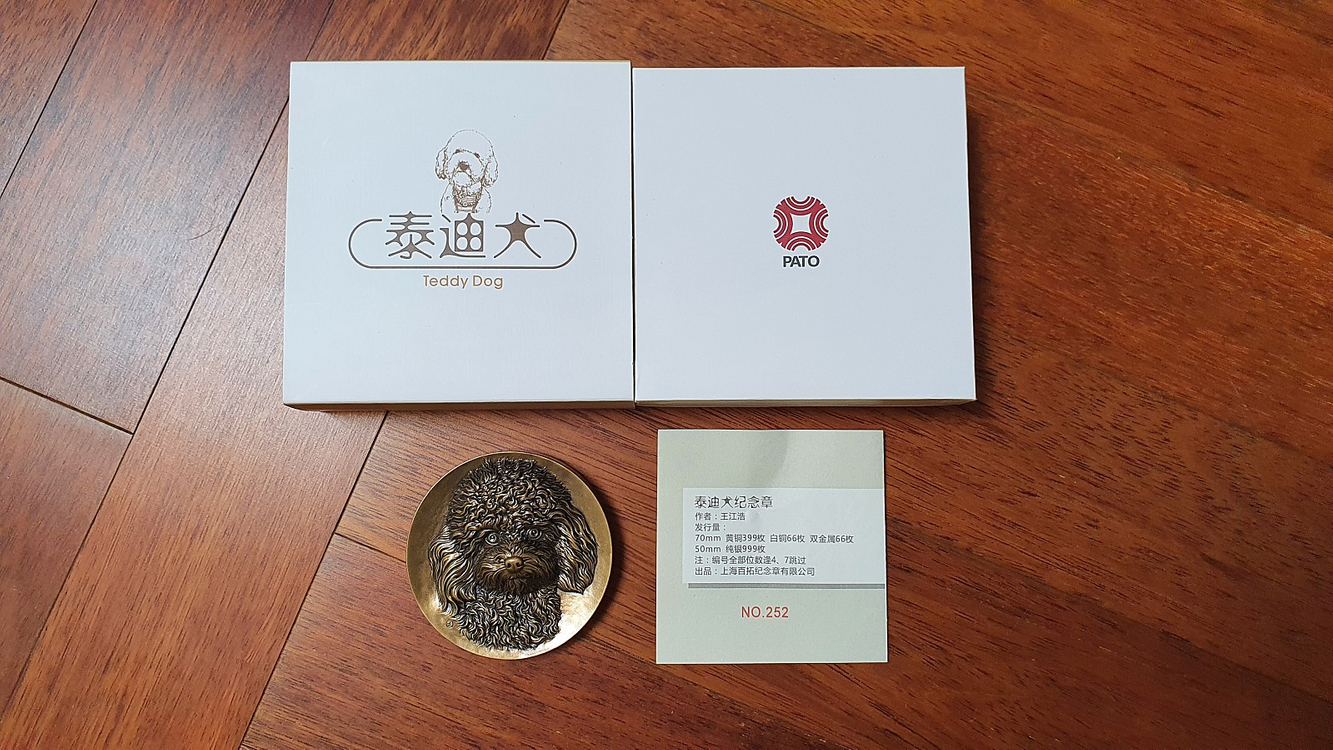 泰迪犬
Teddy Dog
PATO
泰迪犬纪念章
作者：王江浩
发行量：
70mm 黄铜399枚 白铜66枚 双金属66枚
50mm 纯银999枚
注：编号全部位数逢4、7跳过
出品：上海百拓纪念章有限公司
NO.252